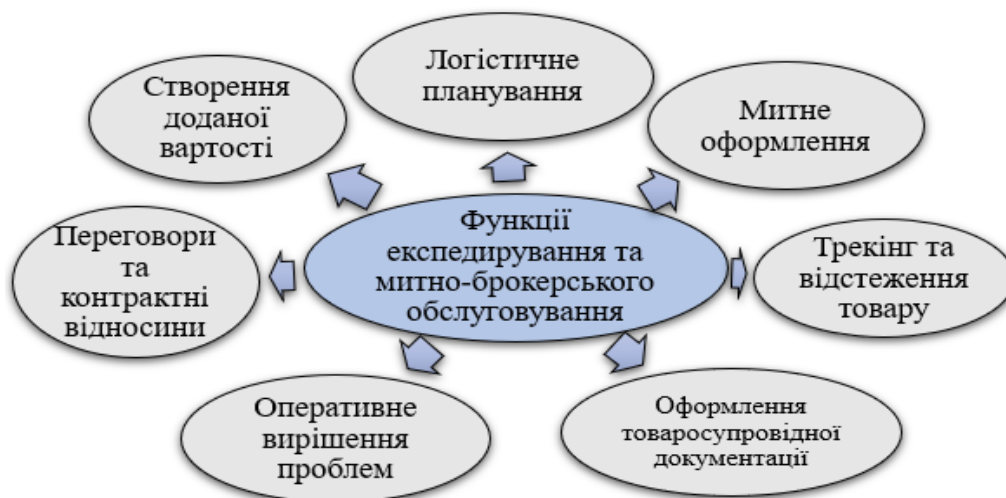 Логістичне
планування
Створення
доданої
вартості
Митне
оформлення
Функції
експедирування та
митно-брокерського
обслуговування
Переговори
та
контрактні
відносини
Трекінг та
відстеження
товару
Оперативне
вирішення
проблем
Оформлення
товаросупровідної
документації